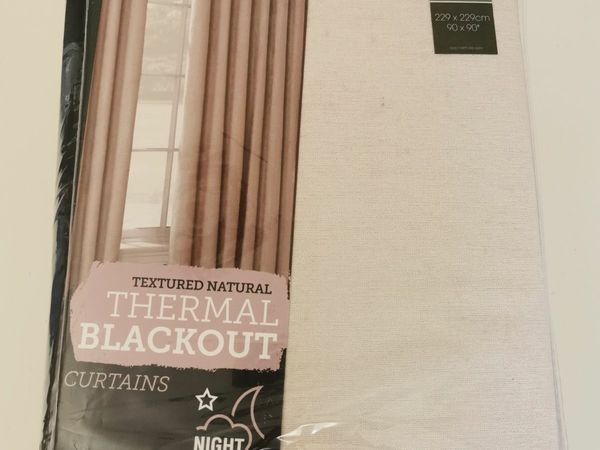 229 x 229cm
90 x 90"
TEXTURED NATURAL
THERMAL
BLACKOUT
CURTAINS
NIGHT